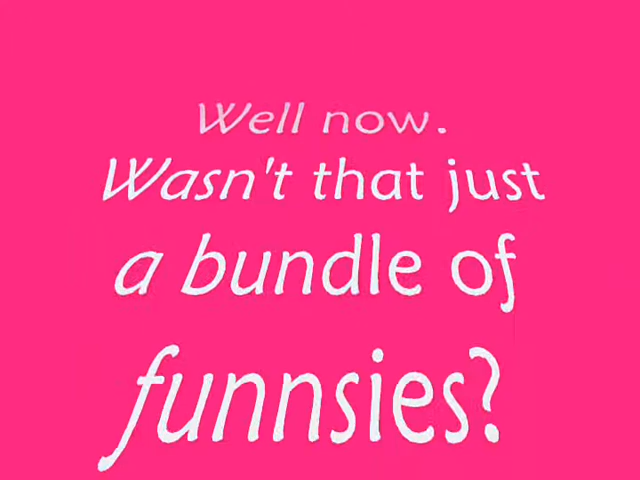 Well now.
Wasn't that just
a bundle of
funnsies?